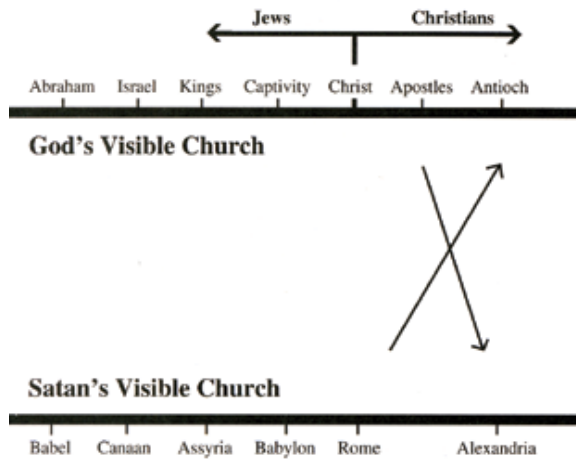 Jews Christians
Abraham Israel Kings Captivity Christ Apostles Antioch
God's Visible Church
Satan's Visible Church
Babel Canaan Assyria Babylon Rome Alexandria